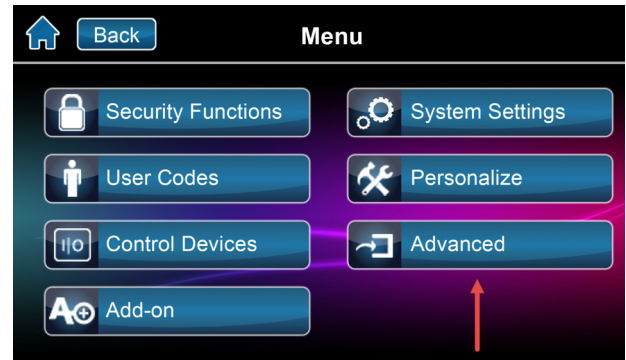 Back
Menu
Security Functions
System Settings
User Codes
Personalize
Control Devices
Advanced
Add-on